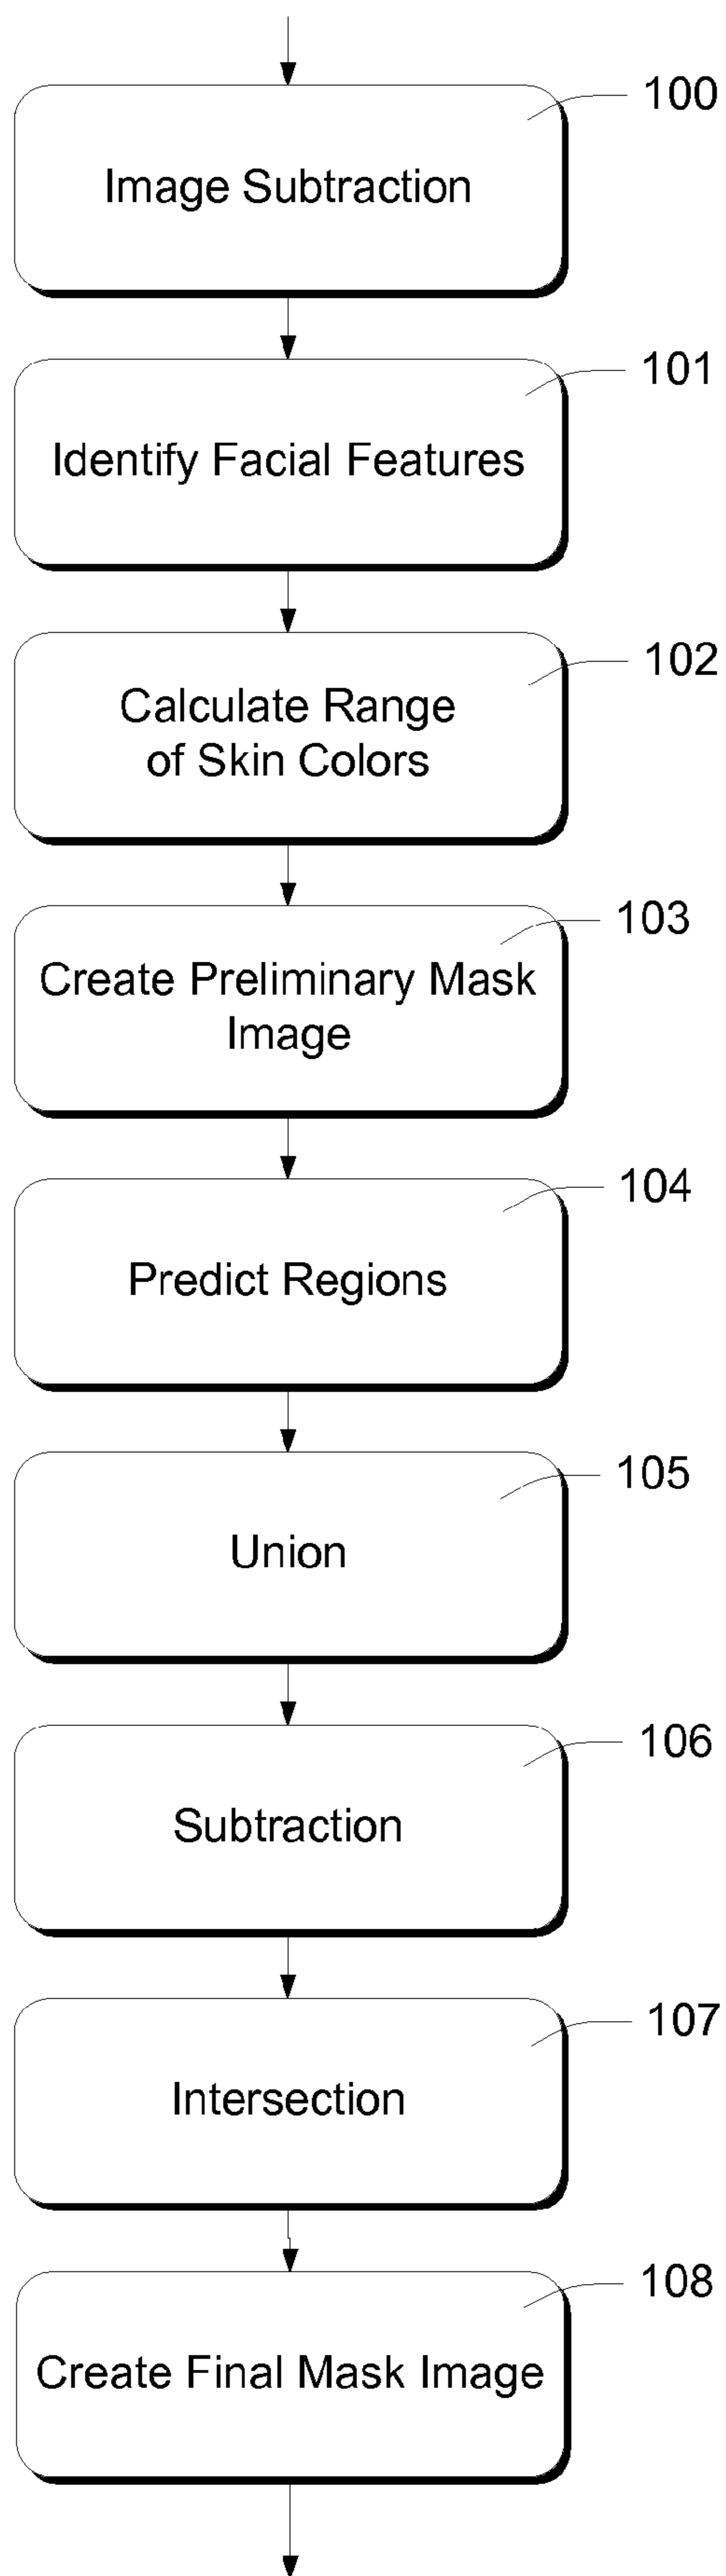 100
Image Subtraction
101
Identify Facial Features
102
Calculate Range
of Skin Colors
103
Create Preliminary Mask
Image
104
Predict Regions
105
Union
106
Subtraction
107
Intersection
108
Create Final Mask Image